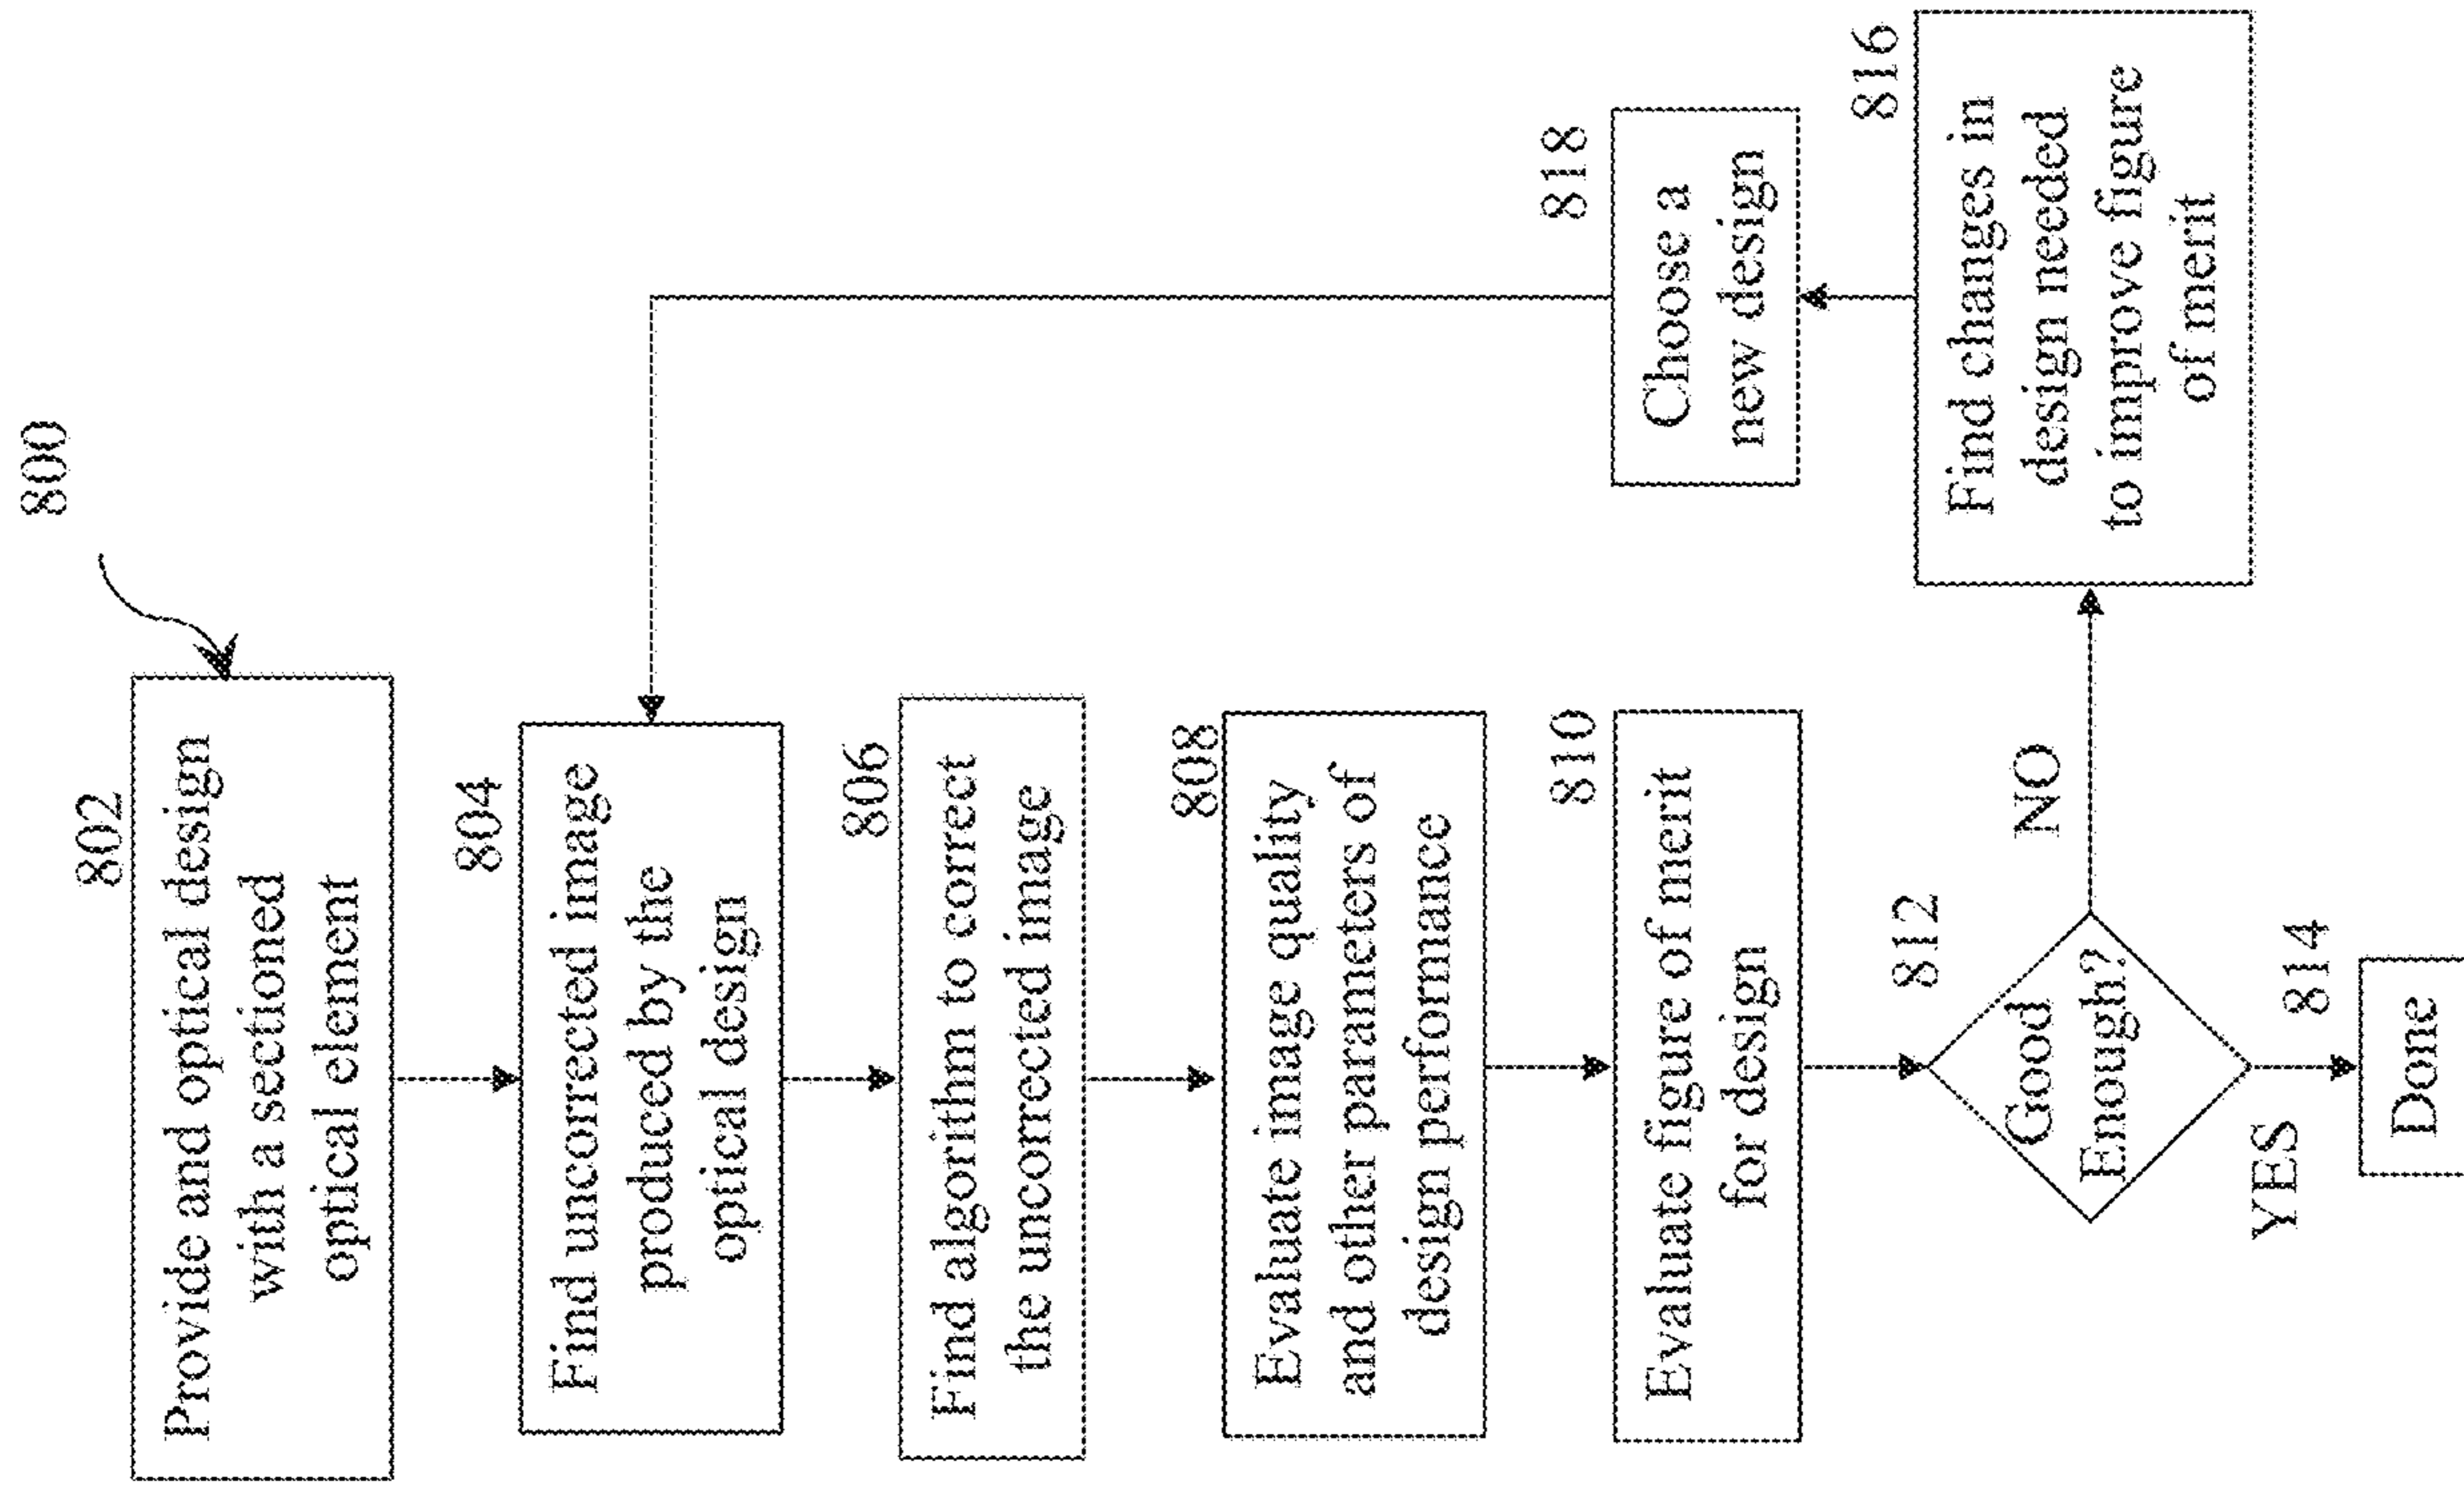 800
802
Provide and optical design
with a sectioned
optical element
804
Find uncorrected image
produced by the
optical design
806
Find algorithm to correct
the uncorrected image
808
Evaluate image quality
and other parameters of
design performance
810
Evaluate figure of merit
for design
812
Good
Enough?
NO
YES
814
Done
816
Find changes in
design needed
to improve figure
of merit
818
Choose a
new design